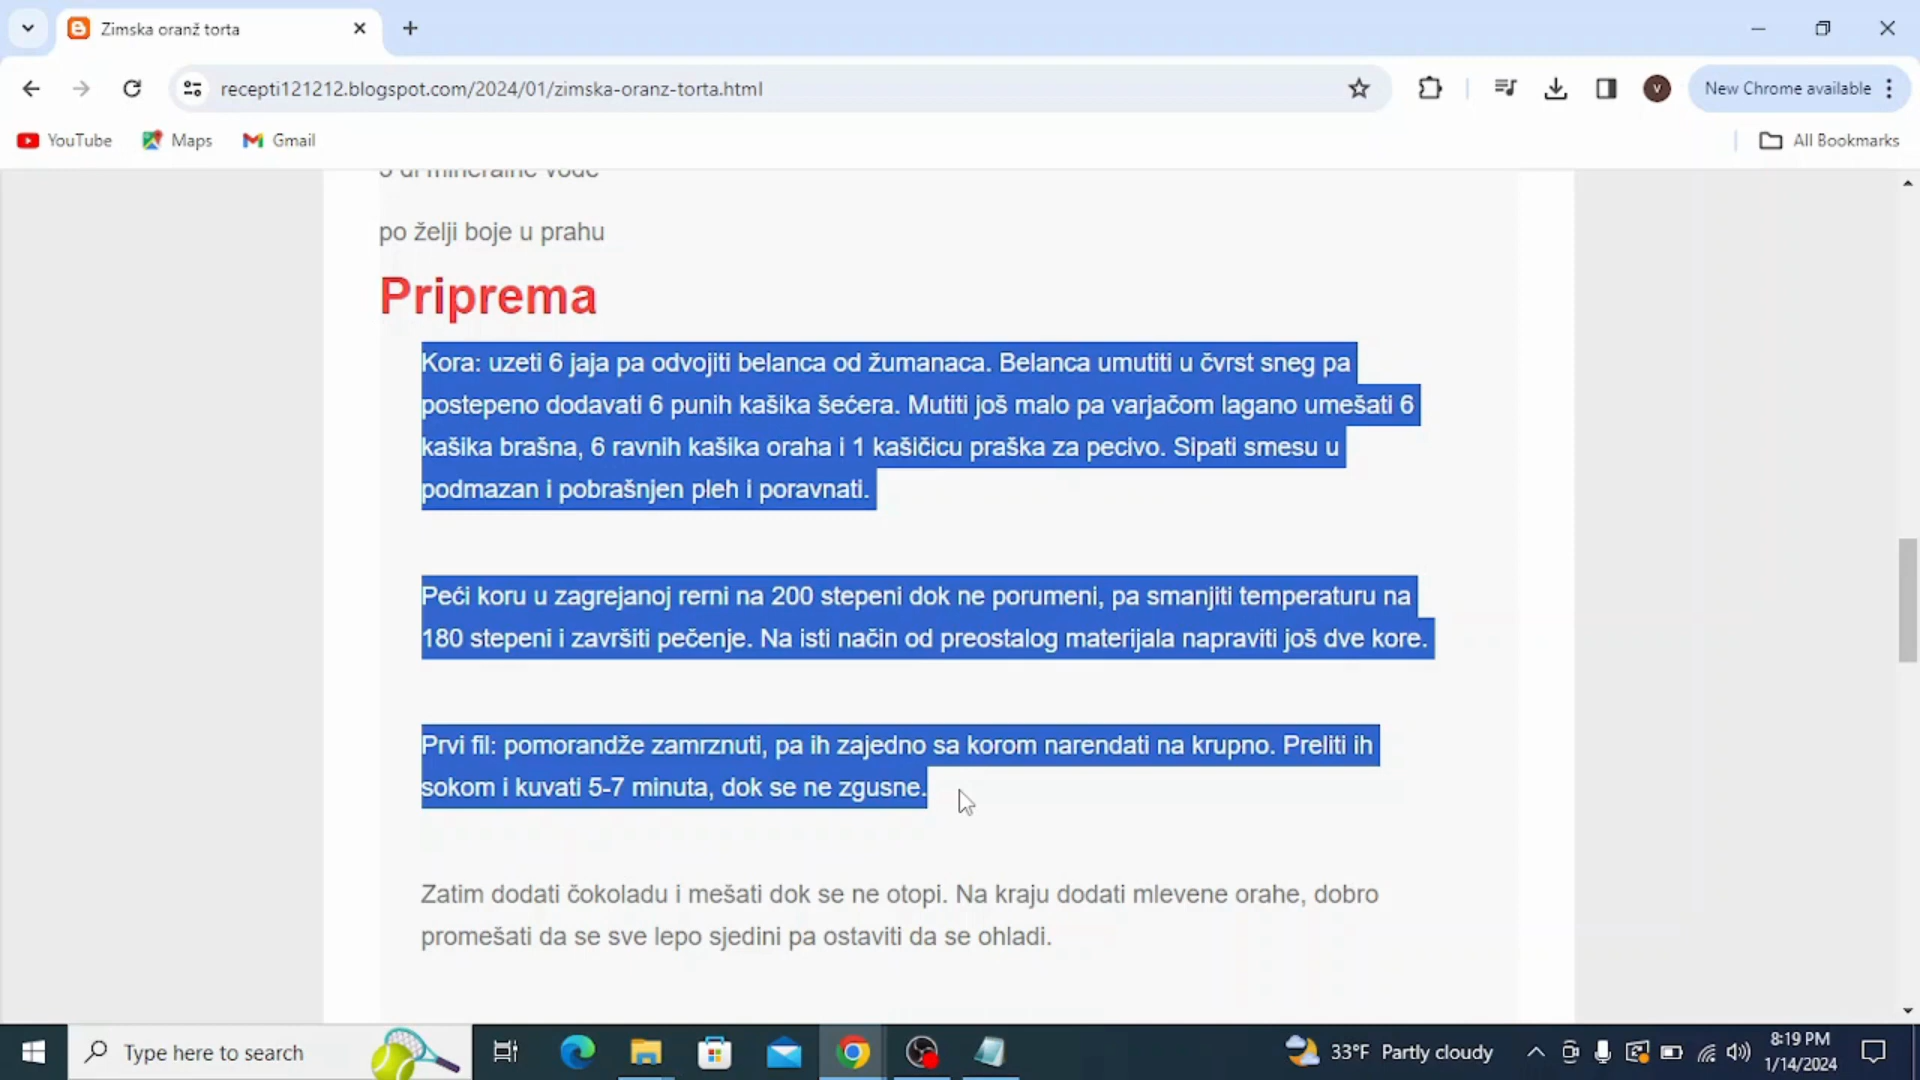 Zimska oranž torta
recepti121212.blogspot.com/2024/01/zimska-oranz-torta.html
V
New Chrome available
YouTube
Maps
Gmail
All Bookmarks
5 dl mineralne vode
po želji boje u prahu
Priprema
Kora: uzeti 6 jaja pa odvojiti belanca od žumanaca. Belanca umutiti u čvrst sneg pa
postepeno dodavati 6 punih kašika šećera. Mutiti još malo pa varjačom lagano umešati 6
kašika brašna, 6 ravnih kašika oraha i 1 kašičicu praška za pecivo. Sipati smesu u
podmazan i pobrašnjen pleh i poravnati.
Peći koru u zagrejanoj rerni na 200 stepeni dok ne porumeni, pa smanjiti temperaturu na
180 stepeni i završiti pečenje. Na isti način od preostalog materijala napraviti još dve kore.
Prvi fil: pomorandže zamrznuti, pa ih zajedno sa korom narendati na krupno. Preliti ih
sokom i kuvati 5-7 minuta, dok se ne zgusne.
Zatim dodati čokoladu i mešati dok se ne otopi. Na kraju dodati mlevene orahe, dobro
promešati da se sve lepo sjedini pa ostaviti da se ohladi.
Type here to search
33°F Partly cloudy
8:19 PM
1/14/2024